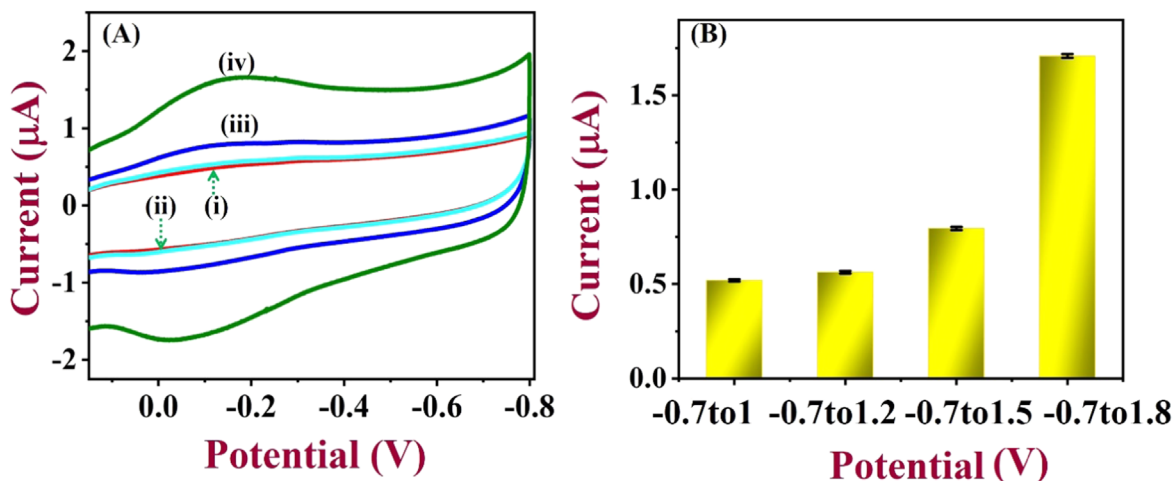 (A)
(iv)
(iii)
(ii)
(i)
2
1
0
-1
-2
0.0
-0.2
-0.4
-0.6
-0.8
Current (µA)
Potential (V)
(B)
1.5
1.0
0.5
0.0
-0.7to1
-0.7to1.2
-0.7to1.5
-0.7to1.8
Current (µA)
Potential (V)